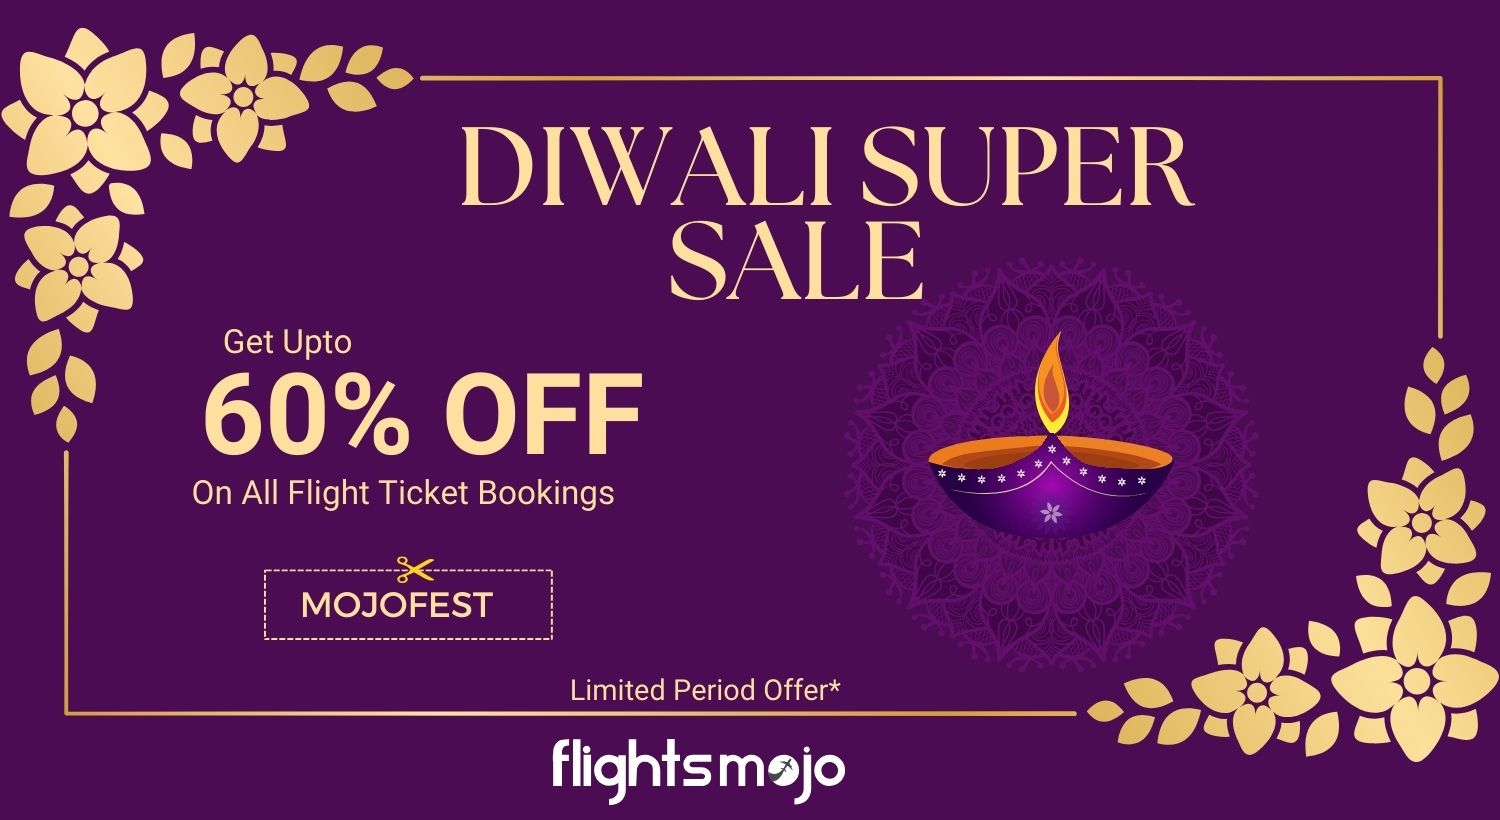 DIWALI SUPER
SALE
Get Upto
60% OFF
On All Flight Ticket Bookings
MOJOFEST
Limited Period Offer*
flightsmojo